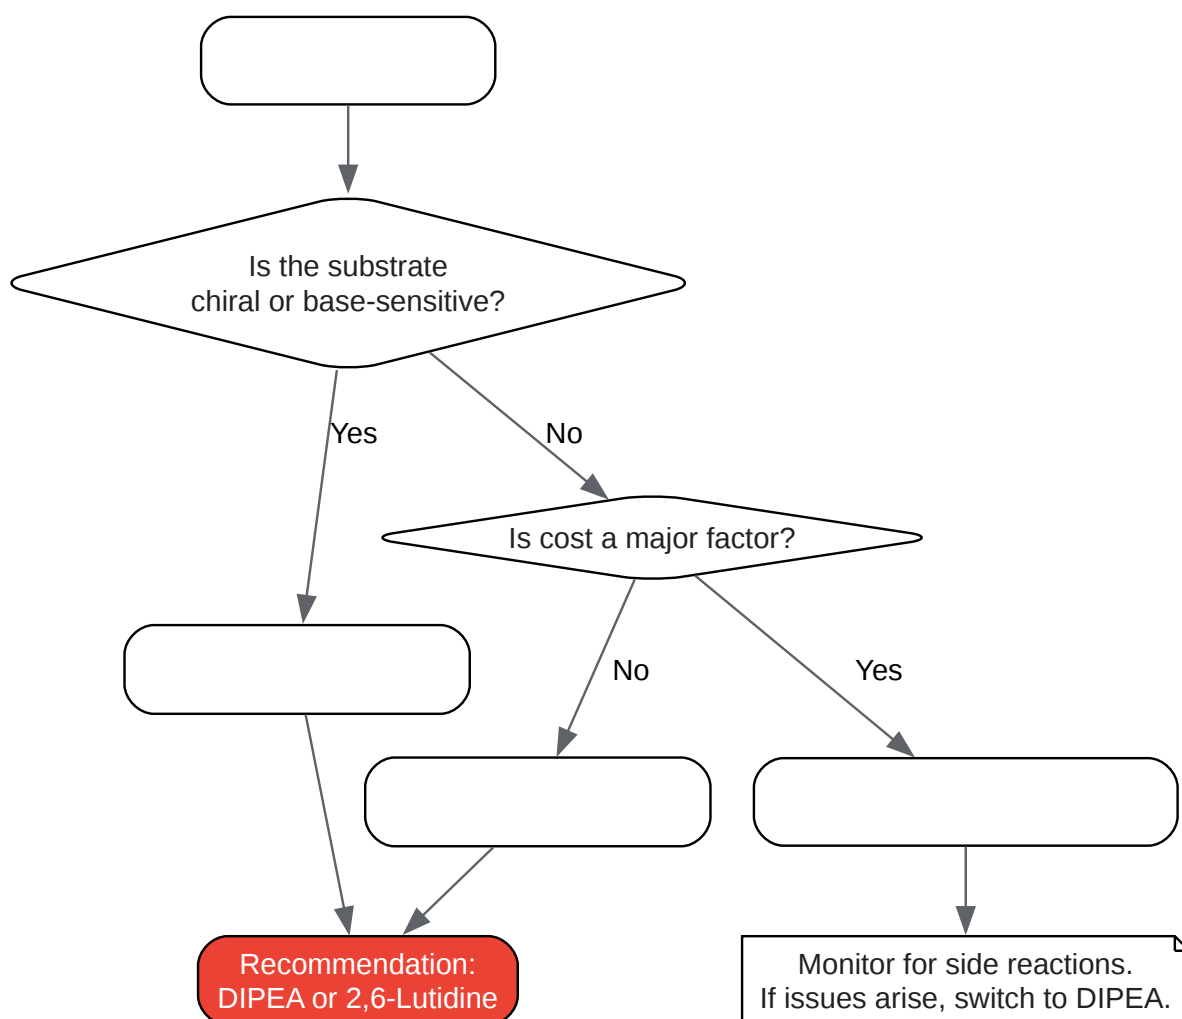 Is the substrate
chiral or base-sensitive?
Yes
No
Is cost a major factor?
No
Yes
Recommendation:
DIPEA or 2,6-Lutidine
Monitor for side reactions.
If issues arise, switch to DIPEA.